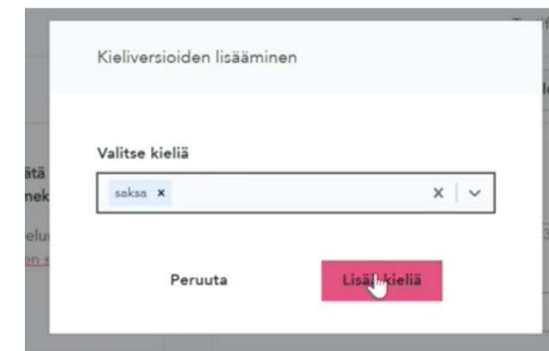 Kieliversioiden lisääminen
Valitse kieliä
saksa ×
Peruuta
Lisää kieliä